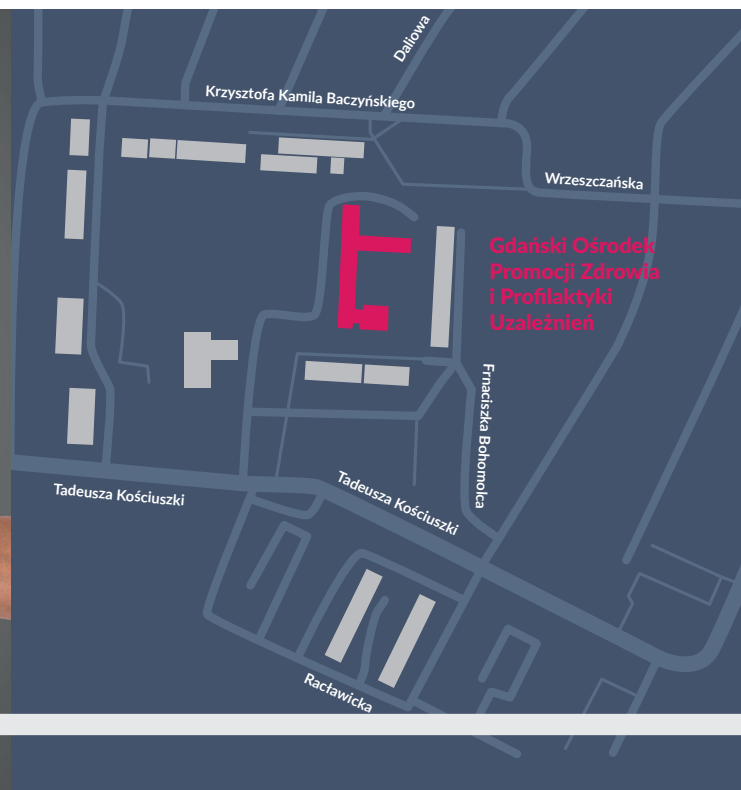 Daliowa
Krzysztofa Kamila Baczyńskiego
Wrzeszczańska
Gdański Ośrodek
Promocji Zdrowia
i Profilaktyki
Uzależnień
Frnaciszka Bohomolca
Tadeusza Kościuszki
Tadeusza Kościuszki
Racławicka